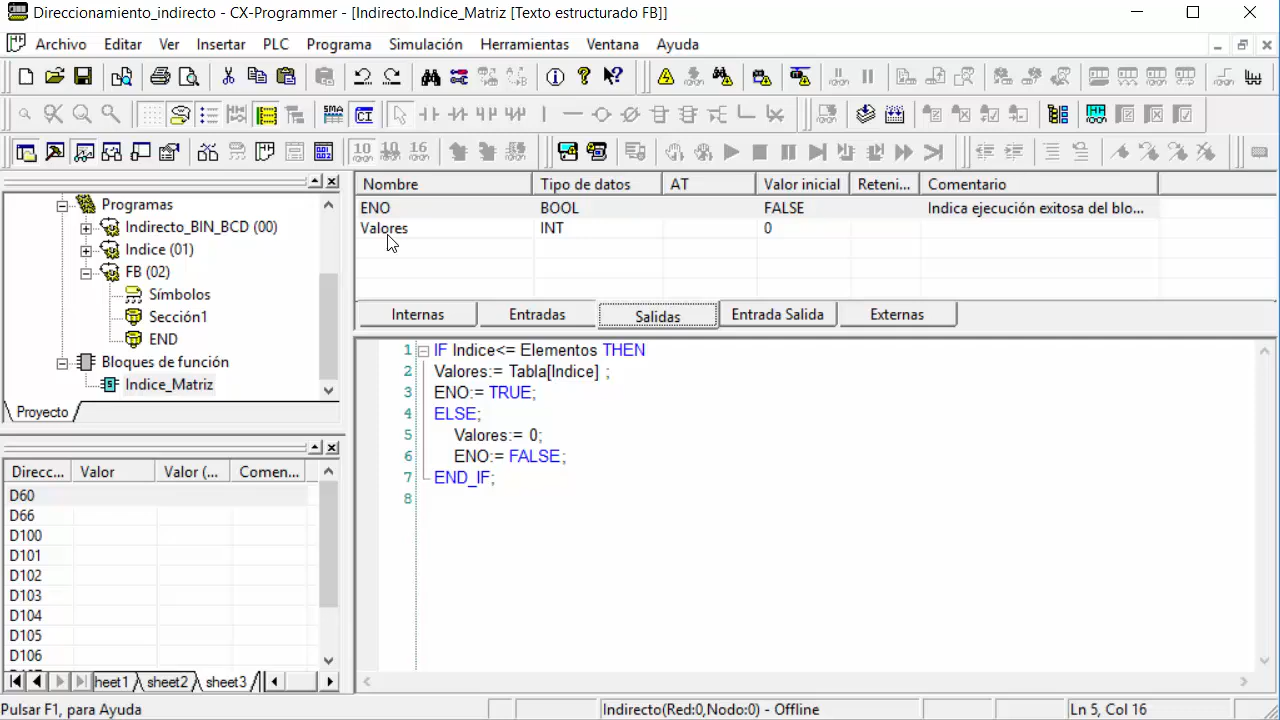 Direccionamiento_indirecto - CX-Programmer - [Indirecto.Indice_Matriz [Texto estructurado FB]]
Archivo Editar Ver Insertar PLC Programa Simulación Herramientas Ventana Ayuda
SMA CI
10 10 16
Programas
Indirecto_BIN_BCD (00)
Indice (01)
FB (02)
Símbolos
Sección1
END
Bloques de función
Indice_Matriz
Proyecto
Direcc... Valor Valor (... Comen...
D60
D66
D100
D101
D102
D103
D104
D105
D106
heet1 sheet2 sheet3
Nombre Tipo de datos AT Valor inicial Reteni... Comentario
ENO BOOL FALSE Indica ejecución exitosa del blo...
Valores INT 0
Internas Entradas Salidas Entrada Salida Externas
1 IF Indice<= Elementos THEN
2 Valores:= Tabla[Indice] ;
3 ENO:= TRUE;
4 ELSE;
5 Valores:= 0;
6 ENO:= FALSE;
7 END_IF;
8
Pulsar F1, para Ayuda Indirecto(Red:0,Nodo:0) - Offline Ln 5, Col 16